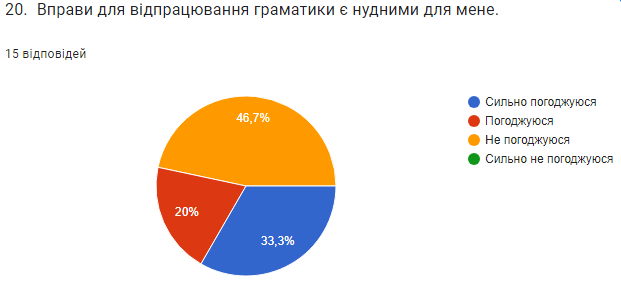 20. Вправи для відпрацювання граматики є нудними для мене.
15 відповідей
46,7%
20%
33,3%
Сильно погоджуюся
Погоджуюся
Не погоджуюся
Сильно не погоджуюся